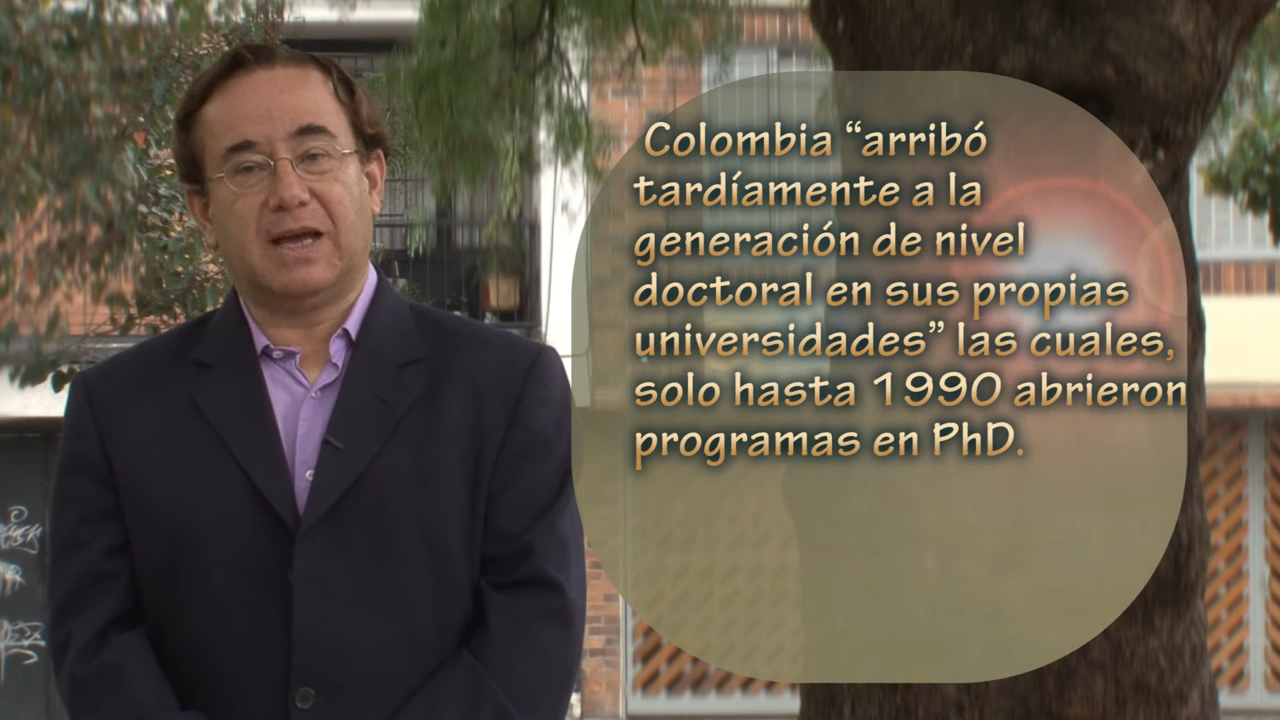 Colombia “arribó
tardíamente a la
generación de nivel
doctoral en sus propias
universidades” las cuales,
solo hasta 1990 abrieron
programas en PhD.